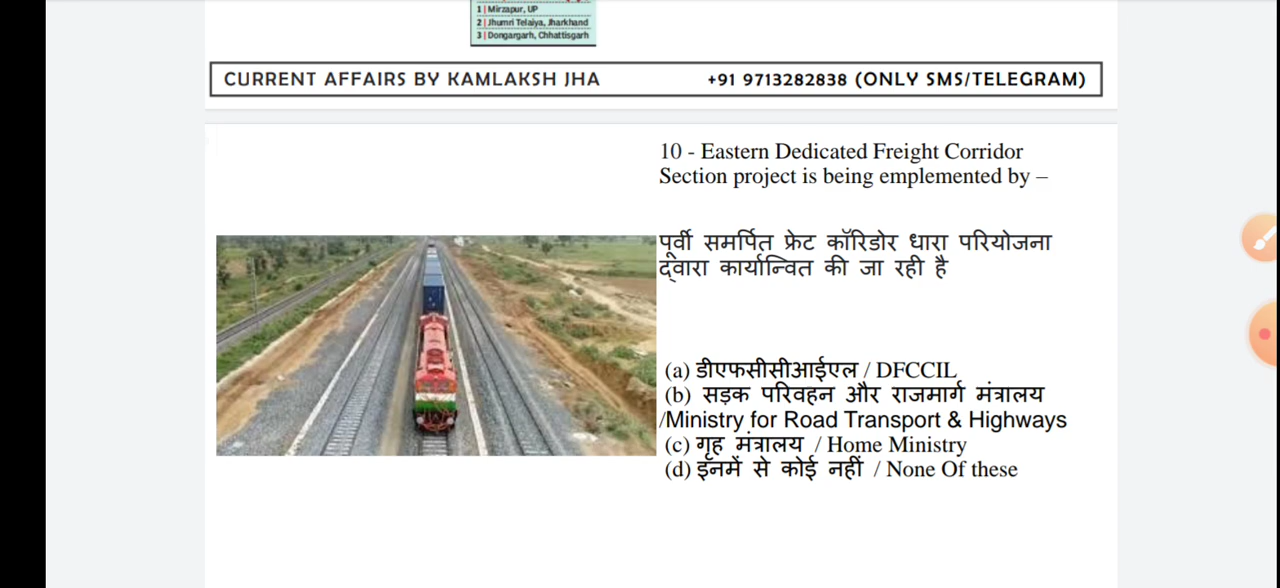 1 | Mirzapur, UP
2 | Jhumri Telaiya, Jharkhand
3 | Dongargarh, Chhattisgarh
CURRENT AFFAIRS BY KAMLAKSH JHA +91 9713282838 (ONLY SMS/TELEGRAM)
10 - Eastern Dedicated Freight Corridor
Section project is being emplemented by –
पूर्वी समर्पित फ्रेट कॉरिडोर धारा परियोजना
द्वारा कार्यान्वित की जा रही है
(a) डीएफसीसीआईएल / DFCCIL
(b) सड़क परिवहन और राजमार्ग मंत्रालय
/Ministry for Road Transport & Highways
(c) गृह मंत्रालय / Home Ministry
(d) इनमें से कोई नहीं / None Of these